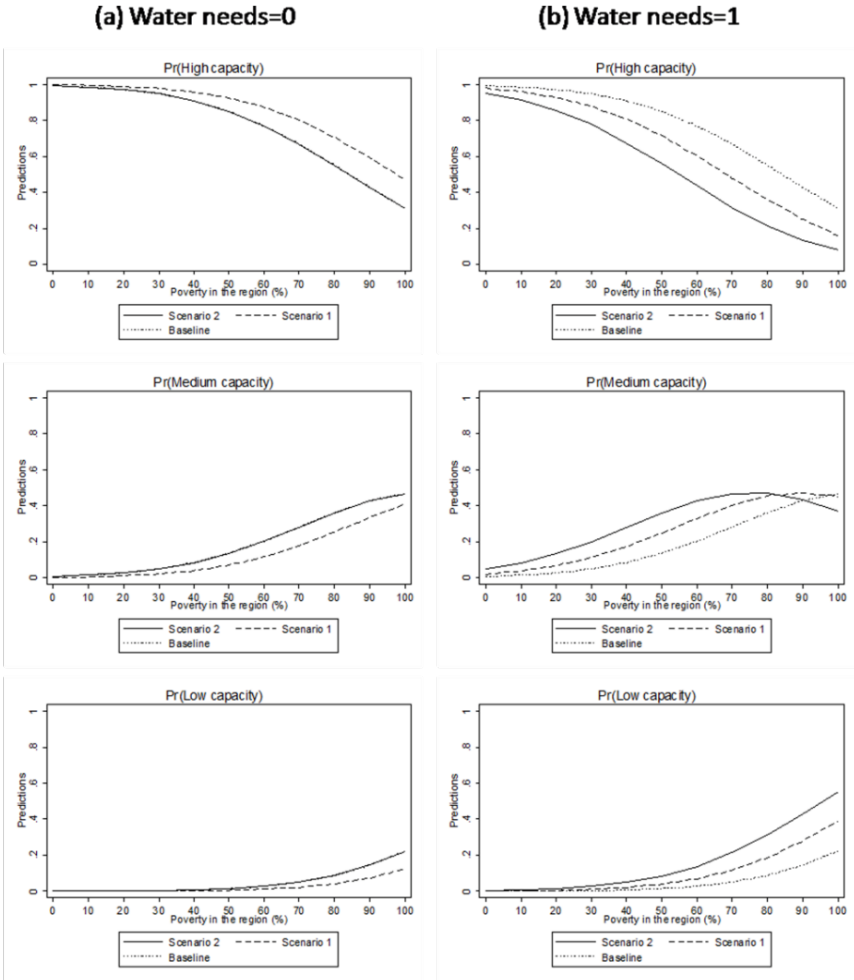 (a) Water needs=0
(b) Water needs=1
Pr(High capacity)
Predictions
0 .2 .4 .6 .8 1
0 10 20 30 40 50 60 70 80 90 100
Poverty in the region (%)
Scenario 2 Scenario 1
Baseline
Pr(High capacity)
Predictions
0 .2 .4 .6 .8 1
0 10 20 30 40 50 60 70 80 90 100
Poverty in the region (%)
Scenario 2 Scenario 1
Baseline
Pr(Medium capacity)
Predictions
0 .2 .4 .6 .8 1
0 10 20 30 40 50 60 70 80 90 100
Poverty in the region (%)
Scenario 2 Scenario 1
Baseline
Pr(Medium capacity)
Predictions
0 .2 .4 .6 .8 1
0 10 20 30 40 50 60 70 80 90 100
Poverty in the region (%)
Scenario 2 Scenario 1
Baseline
Pr(Low capacity)
Predictions
0 .2 .4 .6 .8 1
0 10 20 30 40 50 60 70 80 90 100
Poverty in the region (%)
Scenario 2 Scenario 1
Baseline
Pr(Low capacity)
Predictions
0 .2 .4 .6 .8 1
0 10 20 30 40 50 60 70 80 90 100
Poverty in the region (%)
Scenario 2 Scenario 1
Baseline